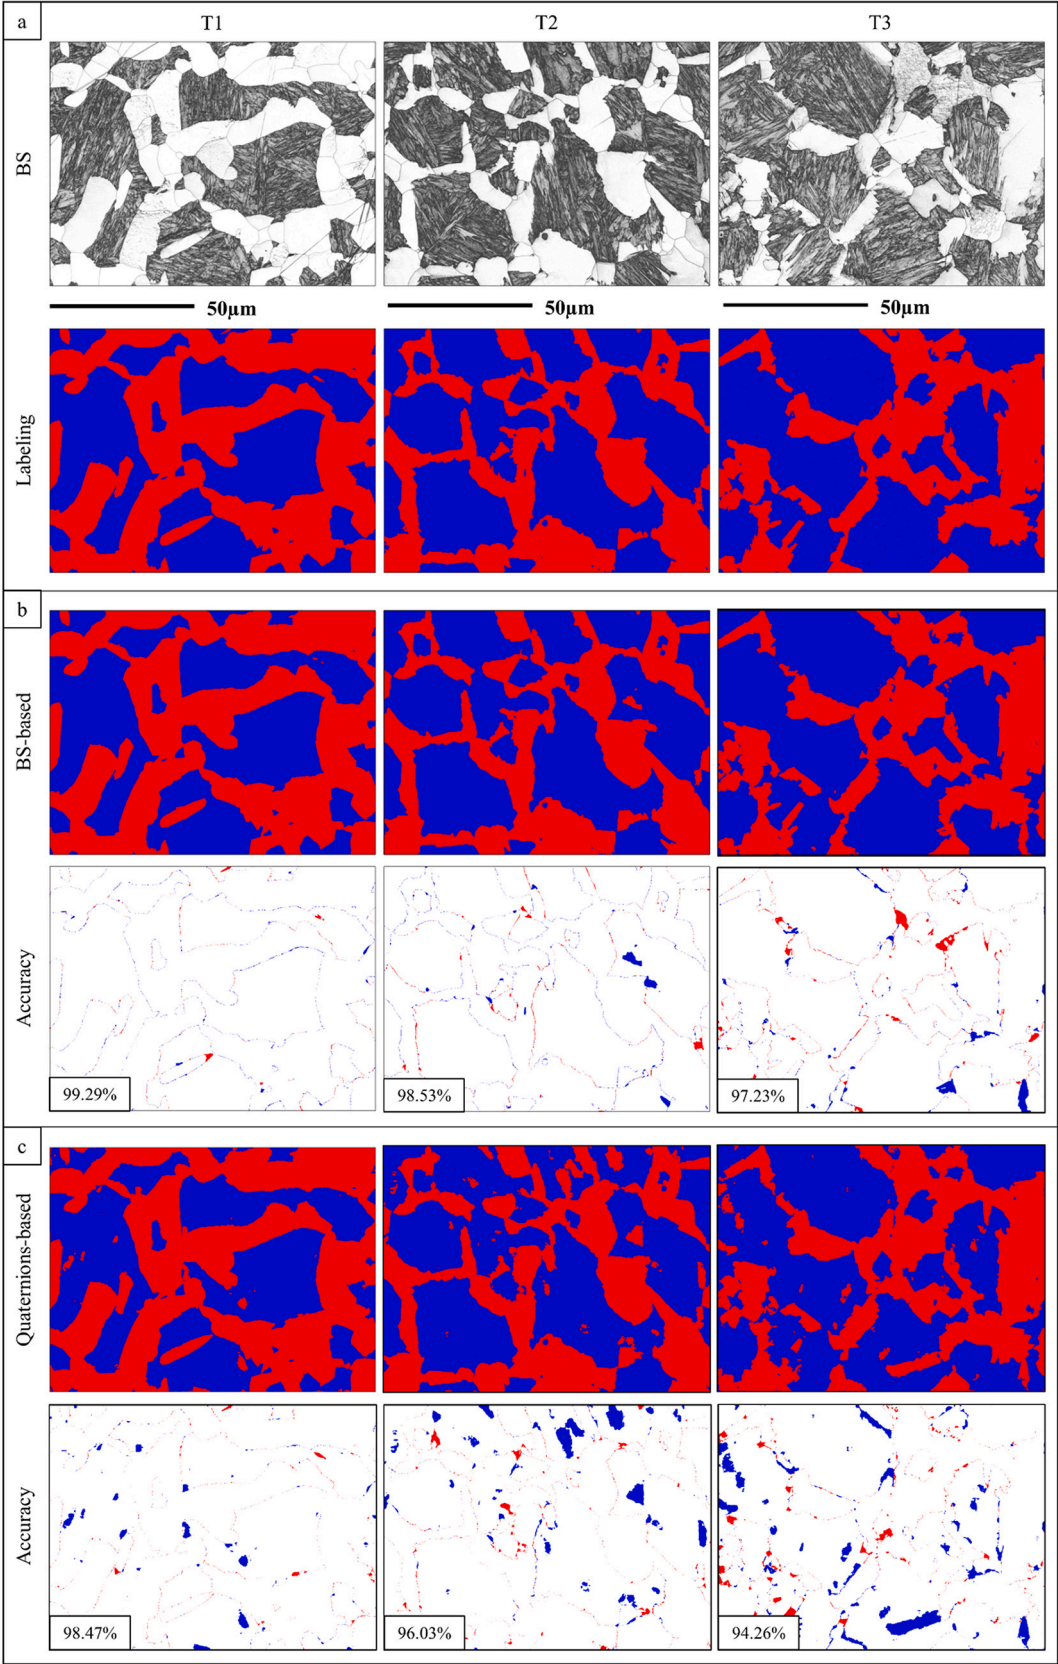 a
T1
T2
T3
BS
50µm
50µm
50µm
Labeling
b
BS-based
Accuracy
99.29%
98.53%
97.23%
c
Quaternions-based
Accuracy
98.47%
96.03%
94.26%